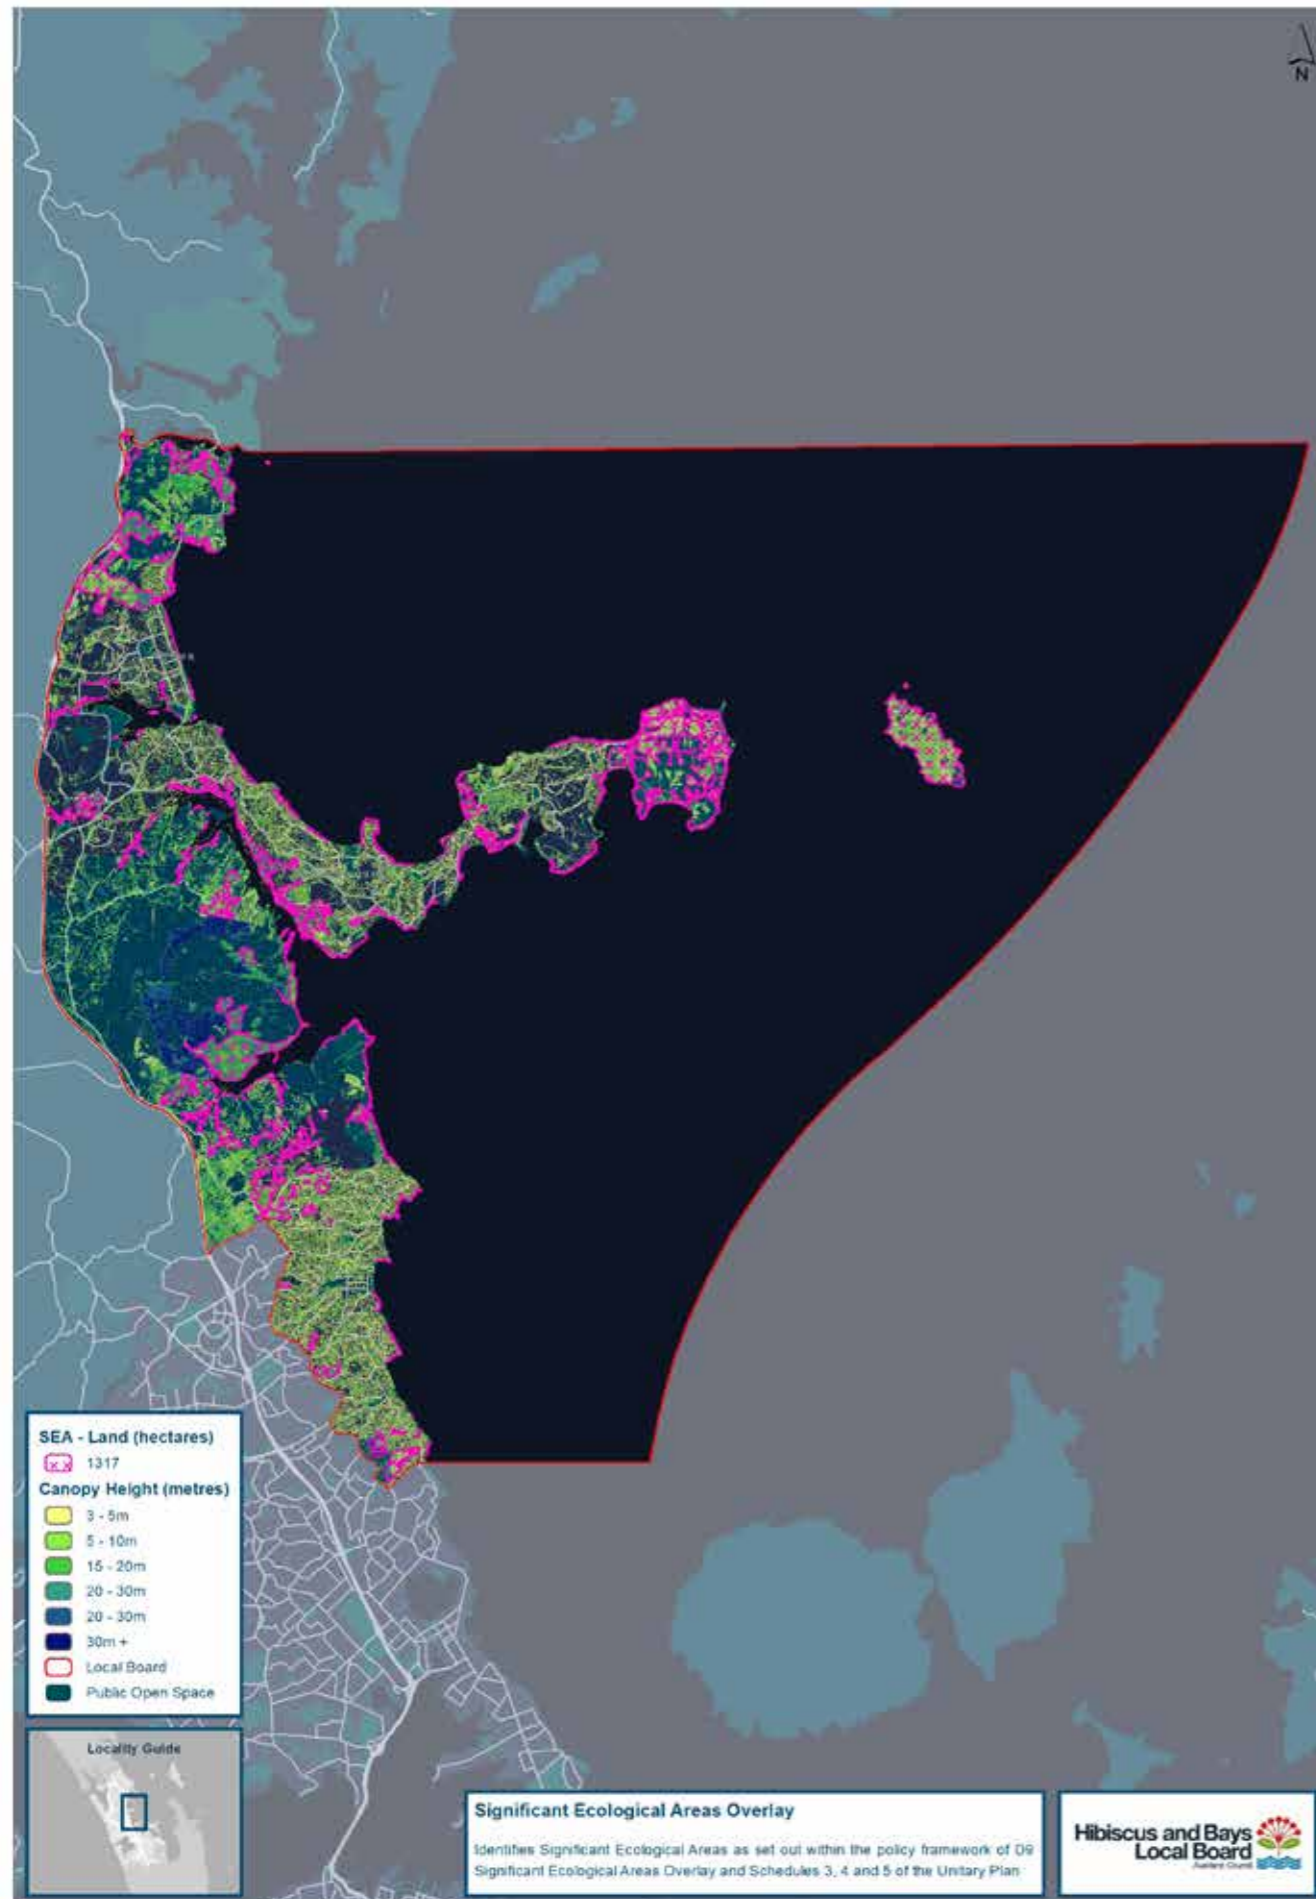 N
SEA - Land (hectares)
1317
Canopy Height (metres)
3 - 5m
5 - 10m
15 - 20m
20 - 30m
20 - 30m
30m +
Local Board
Public Open Space
Locality Guide
Significant Ecological Areas Overlay
Identifies Significant Ecological Areas as set out within the policy framework of D9
Significant Ecological Areas Overlay and Schedules 3, 4 and 5 of the Unitary Plan
Hibiscus and Bays
Local Board
Auckland Council